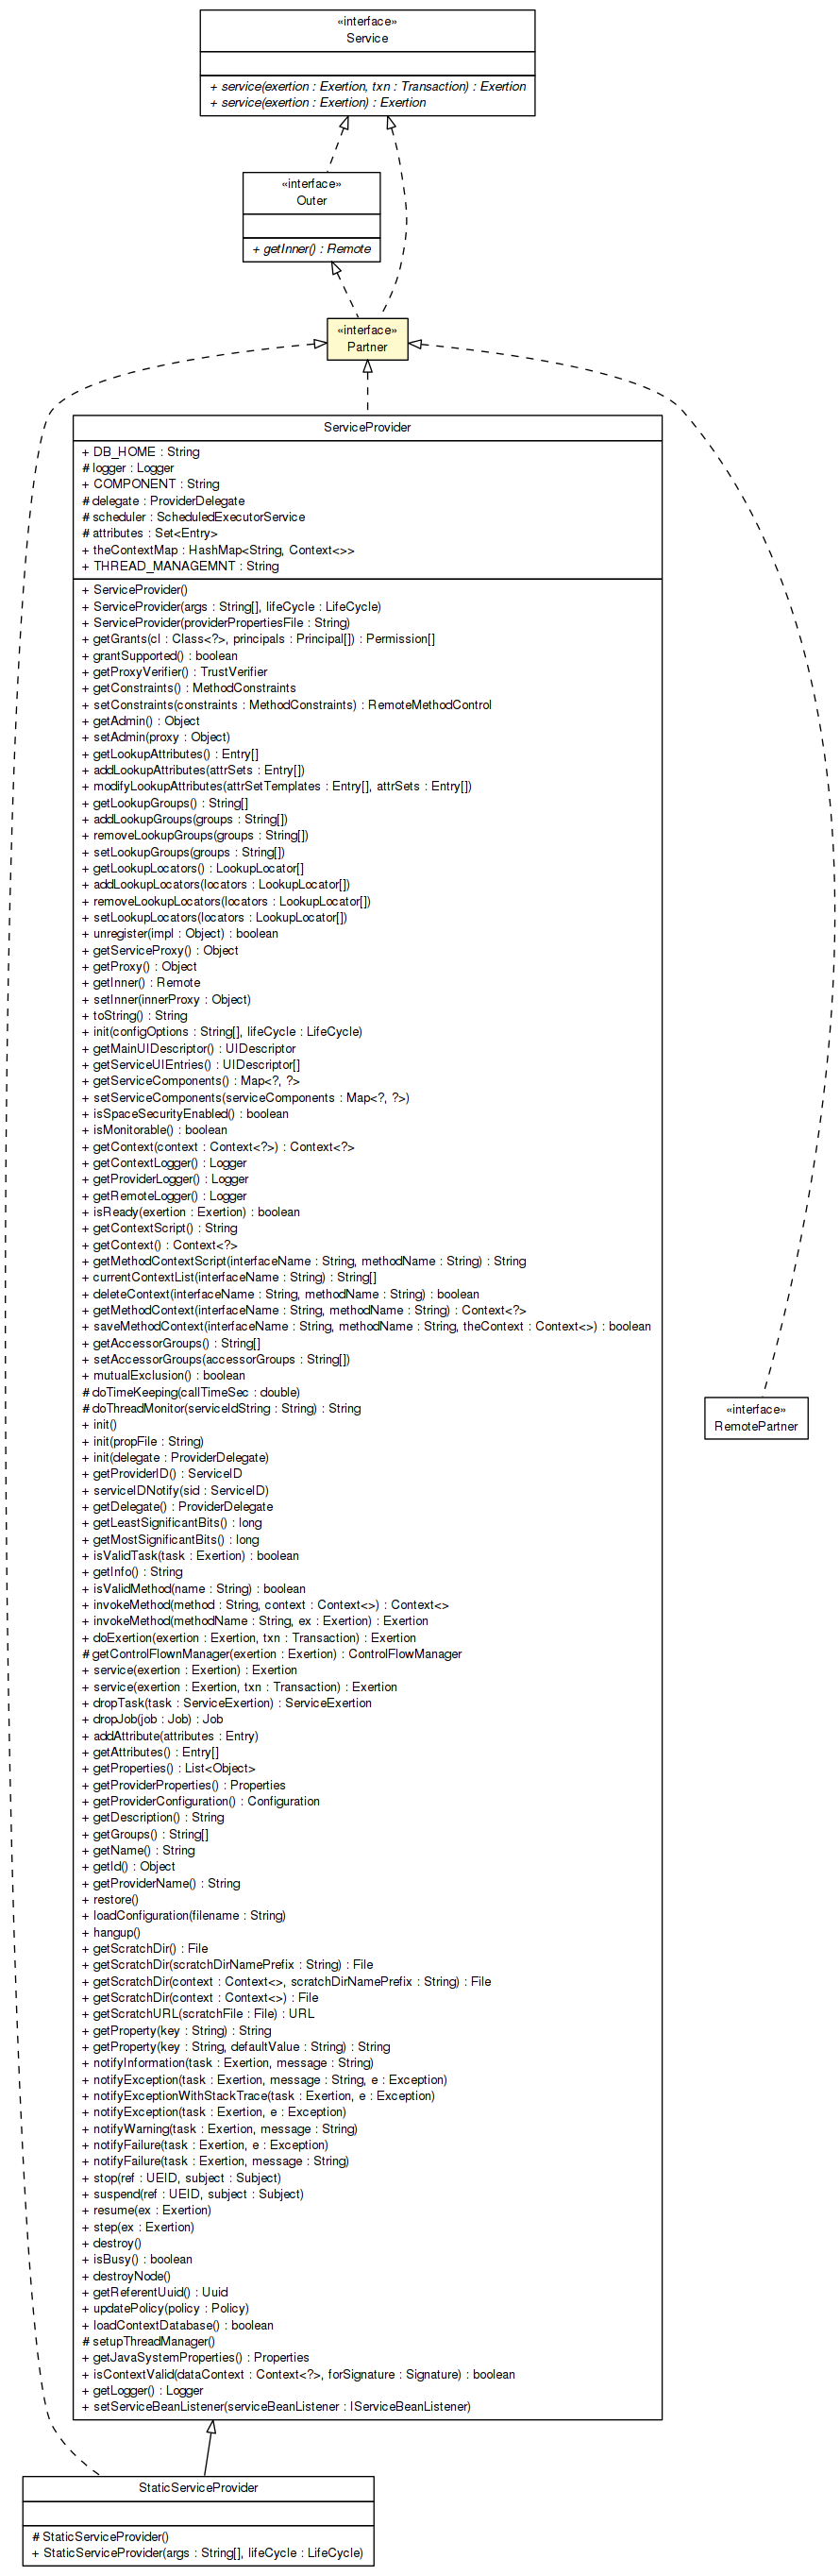 «interface»
Service
+ service(exertion : Exertion, txn : Transaction) : Exertion
+ service(exertion : Exertion) : Exertion
«interface»
Outer
+ getInner() : Remote
«interface»
Partner
ServiceProvider
+ DB_HOME : String
# logger : Logger
+ COMPONENT : String
# delegate : ProviderDelegate
# scheduler : ScheduledExecutorService
# attributes : Set<Entry>
+ theContextMap : HashMap<String, Context<>>
+ THREAD_MANAGEMNT : String
+ ServiceProvider()
+ ServiceProvider(args : String[], lifeCycle : LifeCycle)
+ ServiceProvider(providerPropertiesFile : String)
+ getGrants(cl : Class<?>, principals : Principal[]) : Permission[]
+ grantSupported() : boolean
+ getProxyVerifier() : TrustVerifier
+ getConstraints() : MethodConstraints
+ setConstraints(constraints : MethodConstraints) : RemoteMethodControl
+ getAdmin() : Object
+ setAdmin(proxy : Object)
+ getLookupAttributes() : Entry[]
+ addLookupAttributes(attrSets : Entry[])
+ modifyLookupAttributes(attrSetTemplates : Entry[], attrSets : Entry[])
+ getLookupGroups() : String[]
+ addLookupGroups(groups : String[])
+ removeLookupGroups(groups : String[])
+ setLookupGroups(groups : String[])
+ getLookupLocators() : LookupLocator[]
+ addLookupLocators(locators : LookupLocator[])
+ removeLookupLocators(locators : LookupLocator[])
+ setLookupLocators(locators : LookupLocator[])
+ unregister(impl : Object) : boolean
+ getServiceProxy() : Object
+ getProxy() : Object
+ getInner() : Remote
+ setInner(innerProxy : Object)
+ toString() : String
+ init(configOptions : String[], lifeCycle : LifeCycle)
+ getMainUIDescriptor() : UIDescriptor
+ getServiceUIEntries() : UIDescriptor[]
+ getServiceComponents() : Map<?, ?>
+ setServiceComponents(serviceComponents : Map<?, ?>)
+ isSpaceSecurityEnabled() : boolean
+ isMonitorable() : boolean
+ getContext(context : Context<?>) : Context<?>
+ getContextLogger() : Logger
+ getProviderLogger() : Logger
+ getRemoteLogger() : Logger
+ isReady(exertion : Exertion) : boolean
+ getContextScript() : String
+ getContext() : Context<?>
+ getMethodContextScript(interfaceName : String, methodName : String) : String
+ currentContextList(interfaceName : String) : String[]
+ deleteContext(interfaceName : String, methodName : String) : boolean
+ getMethodContext(interfaceName : String, methodName : String) : Context<?>
+ saveMethodContext(interfaceName : String, methodName : String, theContext : Context<>) : boolean
+ getAccessorGroups() : String[]
+ setAccessorGroups(accessorGroups : String[])
+ mutualExclusion() : boolean
# doTimeKeeping(callTimeSec : double)
# doThreadMonitor(serviceIdString : String) : String
«interface»
RemotePartner
+ init()
+ init(propFile : String)
+ init(delegate : ProviderDelegate)
+ getProviderID() : ServiceID
+ serviceIDNotify(sid : ServiceID)
+ getDelegate() : ProviderDelegate
+ getLeastSignificantBits() : long
+ getMostSignificantBits() : long
+ isValidTask(task : Exertion) : boolean
+ getInfo() : String
+ isValidMethod(name : String) : boolean
+ invokeMethod(method : String, context : Context<>) : Context<>
+ invokeMethod(methodName : String, ex : Exertion) : Exertion
+ doExertion(exertion : Exertion, txn : Transaction) : Exertion
# getControlFlownManager(exertion : Exertion) : ControlFlowManager
+ service(exertion : Exertion) : Exertion
+ service(exertion : Exertion, txn : Transaction) : Exertion
+ dropTask(task : ServiceExertion) : ServiceExertion
+ dropJob(job : Job) : Job
+ addAttribute(attributes : Entry)
+ getAttributes() : Entry[]
+ getProperties() : List<Object>
+ getProviderProperties() : Properties
+ getProviderConfiguration() : Configuration
+ getDescription() : String
+ getGroups() : String[]
+ getName() : String
+ getId() : Object
+ getProviderName() : String
+ restore()
+ loadConfiguration(filename : String)
+ hangup()
+ getScratchDir() : File
+ getScratchDir(scratchDirNamePrefix : String) : File
+ getScratchDir(context : Context<>, scratchDirNamePrefix : String) : File
+ getScratchDir(context : Context<>) : File
+ getScratchURL(scratchFile : File) : URL
+ getProperty(key : String) : String
+ getProperty(key : String, defaultValue : String) : String
+ notifyInformation(task : Exertion, message : String)
+ notifyException(task : Exertion, message : String, e : Exception)
+ notifyExceptionWithStackTrace(task : Exertion, e : Exception)
+ notifyException(task : Exertion, e : Exception)
+ notifyWarning(task : Exertion, message : String)
+ notifyFailure(task : Exertion, e : Exception)
+ notifyFailure(task : Exertion, message : String)
+ stop(ref : UEID, subject : Subject)
+ suspend(ref : UEID, subject : Subject)
+ resume(ex : Exertion)
+ step(ex : Exertion)
+ destroy()
+ isBusy() : boolean
+ destroyNode()
+ getReferentUuid() : Uuid
+ updatePolicy(policy : Policy)
+ loadContextDatabase() : boolean
# setupThreadManager()
+ getJavaSystemProperties() : Properties
+ isContextValid(dataContext : Context<?>, forSignature : Signature) : boolean
+ getLogger() : Logger
+ setServiceBeanListener(serviceBeanListener : IServiceBeanListener)
StaticServiceProvider
# StaticServiceProvider()
+ StaticServiceProvider(args : String[], lifeCycle : LifeCycle)